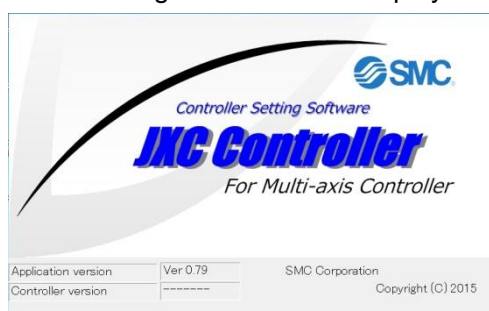 SMC
Controller Setting Software
JXC Controller
For Multi-axis Controller
Application version Ver 0.79 SMC Corporation
Controller version ------- Copyright (C) 2015